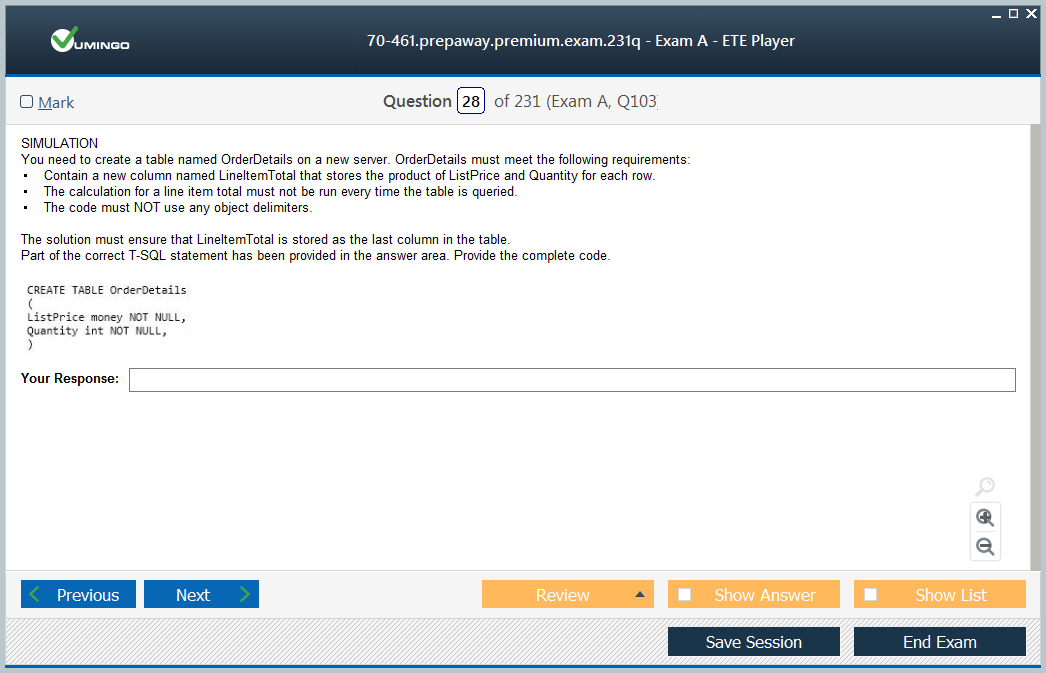 VUMINGO
70-461.prepaway.premium.exam.231q - Exam A - ETE Player
Mark
Question 28 of 231 (Exam A, Q103)
SIMULATION
You need to create a table named OrderDetails on a new server. OrderDetails must meet the following requirements:
• Contain a new column named LineItemTotal that stores the product of ListPrice and Quantity for each row.
• The calculation for a line item total must not be run every time the table is queried.
• The code must NOT use any object delimiters.
The solution must ensure that LineItemTotal is stored as the last column in the table.
Part of the correct T-SQL statement has been provided in the answer area. Provide the complete code.
CREATE TABLE OrderDetails
(
ListPrice money NOT NULL,
Quantity int NOT NULL,
)
Your Response:
Previous
Next
Review
Show Answer
Show List
Save Session
End Exam